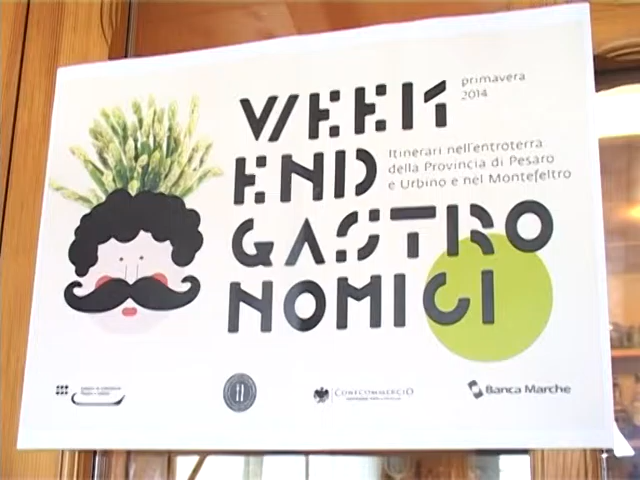 WEEK
primavera
2014
END
Itinerari nell'entroterra
della Provincia di Pesaro
e Urbino e nel Montefeltro
GASTRO
NOMICI
CONFCOMMERCIO
Banca Marche